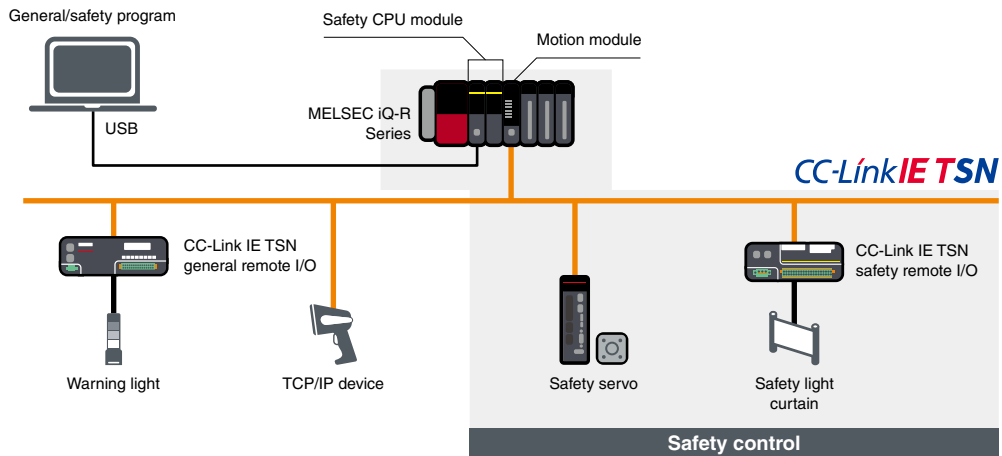 General/safety program
Safety CPU module
Motion module
MELSEC iQ-R
Series
USB
CC-Link IE TSN
CC-Link IE TSN
general remote I/O
CC-Link IE TSN
safety remote I/O
Warning light
TCP/IP device
Safety servo
Safety light
curtain
Safety control